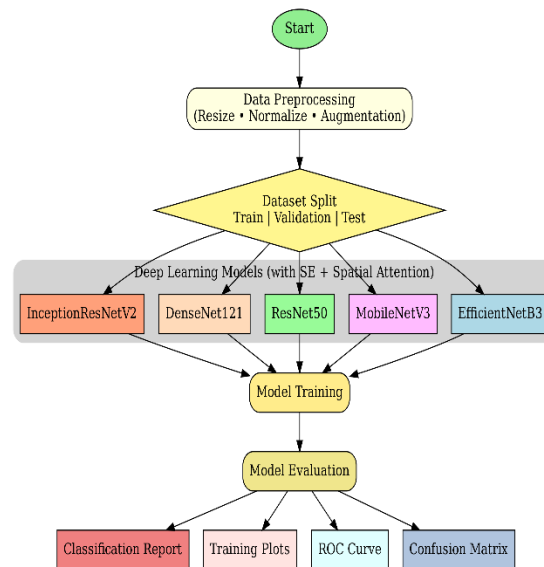 Start
Data Preprocessing
(Resize • Normalize • Augmentation)
Dataset Split
Train | Validation | Test
Deep Learning Models (with SE + Spatial Attention)
InceptionResNetV2
DenseNet121
ResNet50
MobileNetV3
EfficientNetB3
Model Training
Model Evaluation
Classification Report
Training Plots
ROC Curve
Confusion Matrix